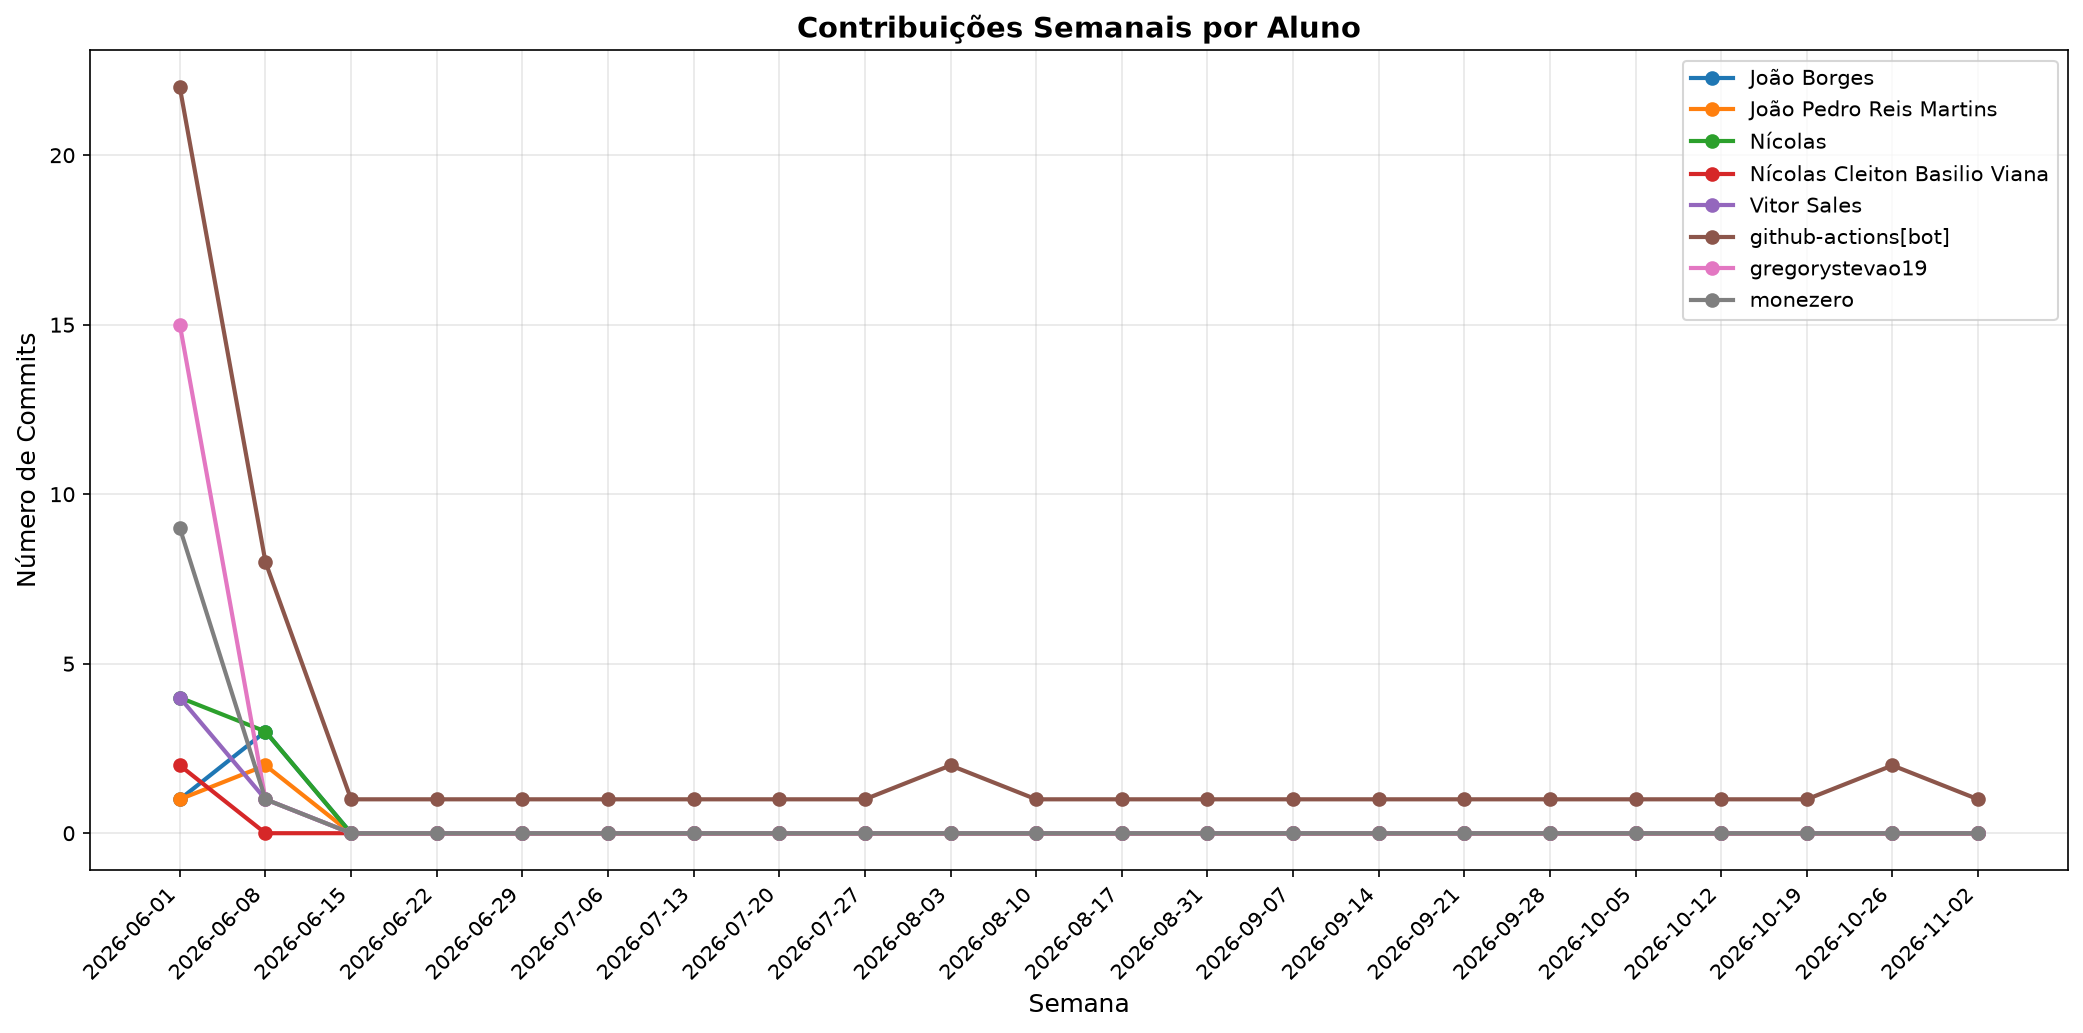 Contribuições Semanais por Aluno
Número de Commits
20
15
10
5
0
João Borges
João Pedro Reis Martins
Nícolas
Nícolas Cleiton Basilio Viana
Vitor Sales
github-actions[bot]
gregorystevao19
monezero
2026-06-01
2026-06-08
2026-06-15
2026-06-22
2026-06-29
2026-07-06
2026-07-13
2026-07-20
2026-07-27
2026-08-03
2026-08-10
2026-08-17
2026-08-31
2026-09-07
2026-09-14
2026-09-21
2026-09-28
2026-10-05
2026-10-12
2026-10-19
2026-10-26
2026-11-02
Semana